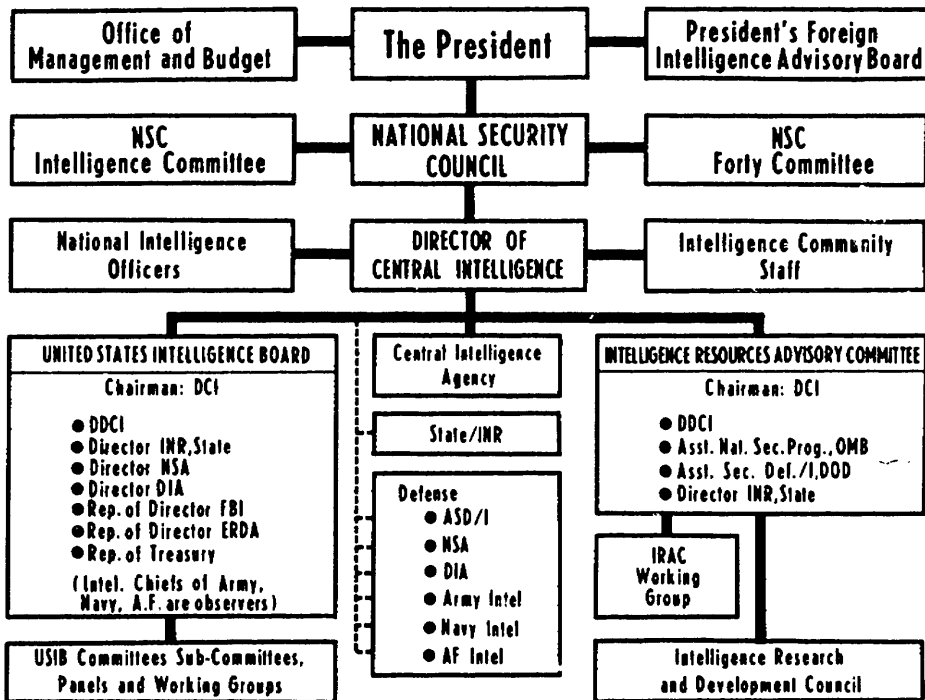 Office of
Management and Budget
The President
President's Foreign
Intelligence Advisory Board
NSC
Intelligence Committee
NATIONAL SECURITY
COUNCIL
NSC
Forty Committee
National Intelligence
Officers
DIRECTOR OF
CENTRAL INTELLIGENCE
Intelligence Community
Staff
UNITED STATES INTELLIGENCE BOARD
Chairman: DCI
● DDCI
● Director INR,State
● Director NSA
● Director DIA
● Rep. of Director FBI
● Rep. of Director ERDA
● Rep. of Treasury
(Intel. Chiefs of Army,
Navy, A.F. are observers)
USIB Committees Sub-Committees,
Panels and Working Groups
Central Intelligence
Agency
State/INR
Defense
● ASD/I
● NSA
● DIA
● Army Intel
● Navy Intel
● AF Intel
INTELLIGENCE RESOURCES ADVISORY COMMITTEE
Chairman: DCI
● DDCI
● Asst. Nat. Sec. Prog., OMB
● Asst. Sec. Def./I, DOD
● Director INR,State
IRAC
Working
Group
Intelligence Research
and Development Council